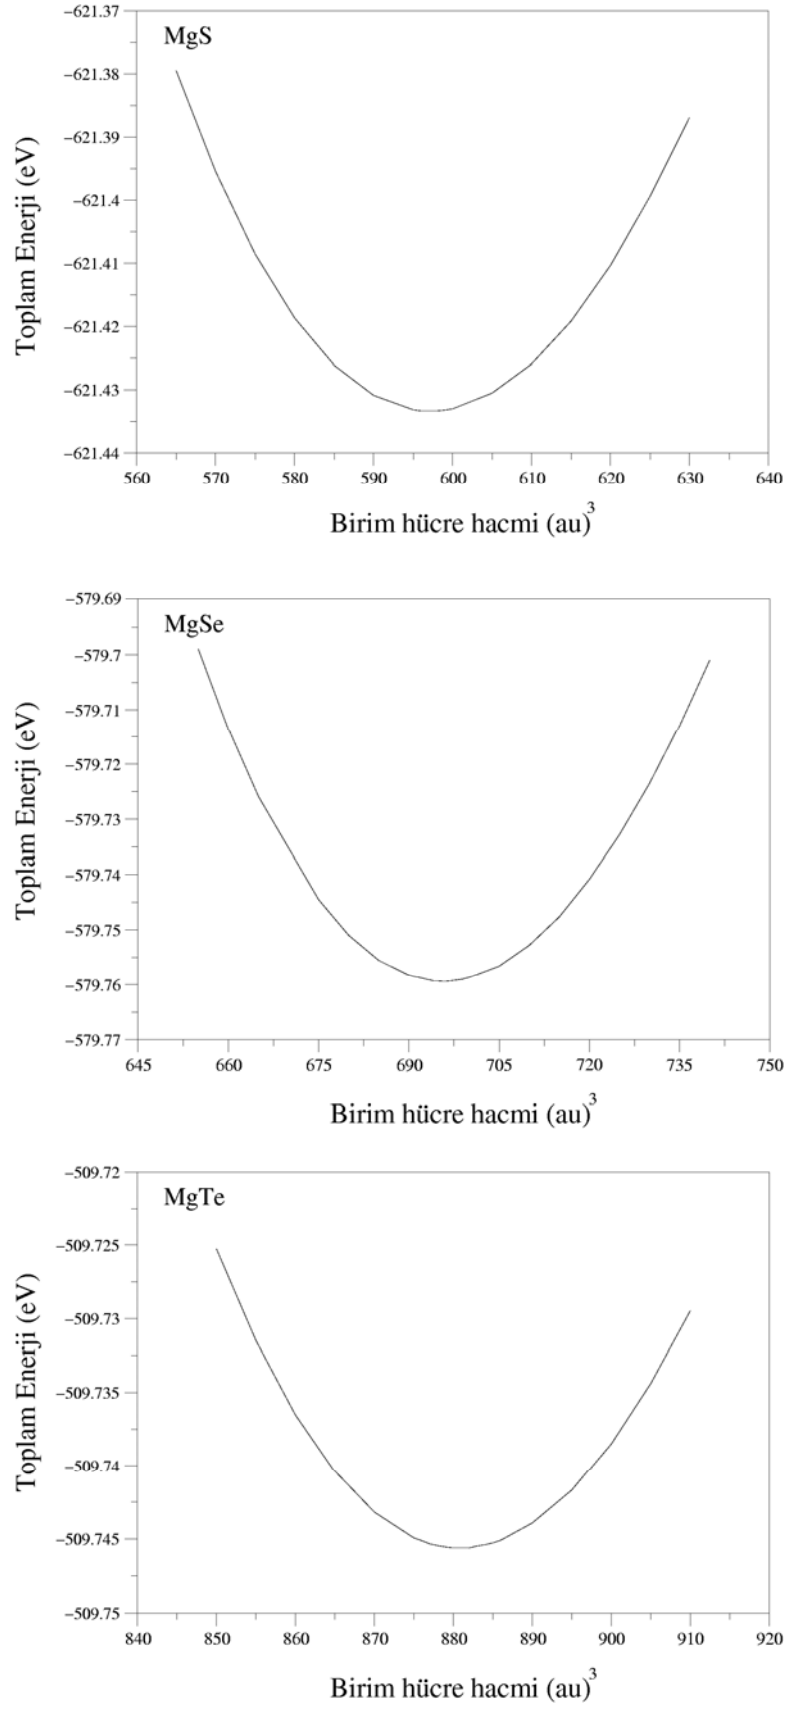 MgS
Toplam Enerji (eV)
−621.37
−621.38
−621.39
−621.4
−621.41
−621.42
−621.43
−621.44
560 570 580 590 600 610 620 630 640
Birim hücre hacmi (au)³
MgSe
Toplam Enerji (eV)
−579.69
−579.7
−579.71
−579.72
−579.73
−579.74
−579.75
−579.76
−579.77
645 660 675 690 705 720 735 750
Birim hücre hacmi (au)³
MgTe
Toplam Enerji (eV)
−509.72
−509.725
−509.73
−509.735
−509.74
−509.745
−509.75
840 850 860 870 880 890 900 910 920
Birim hücre hacmi (au)³